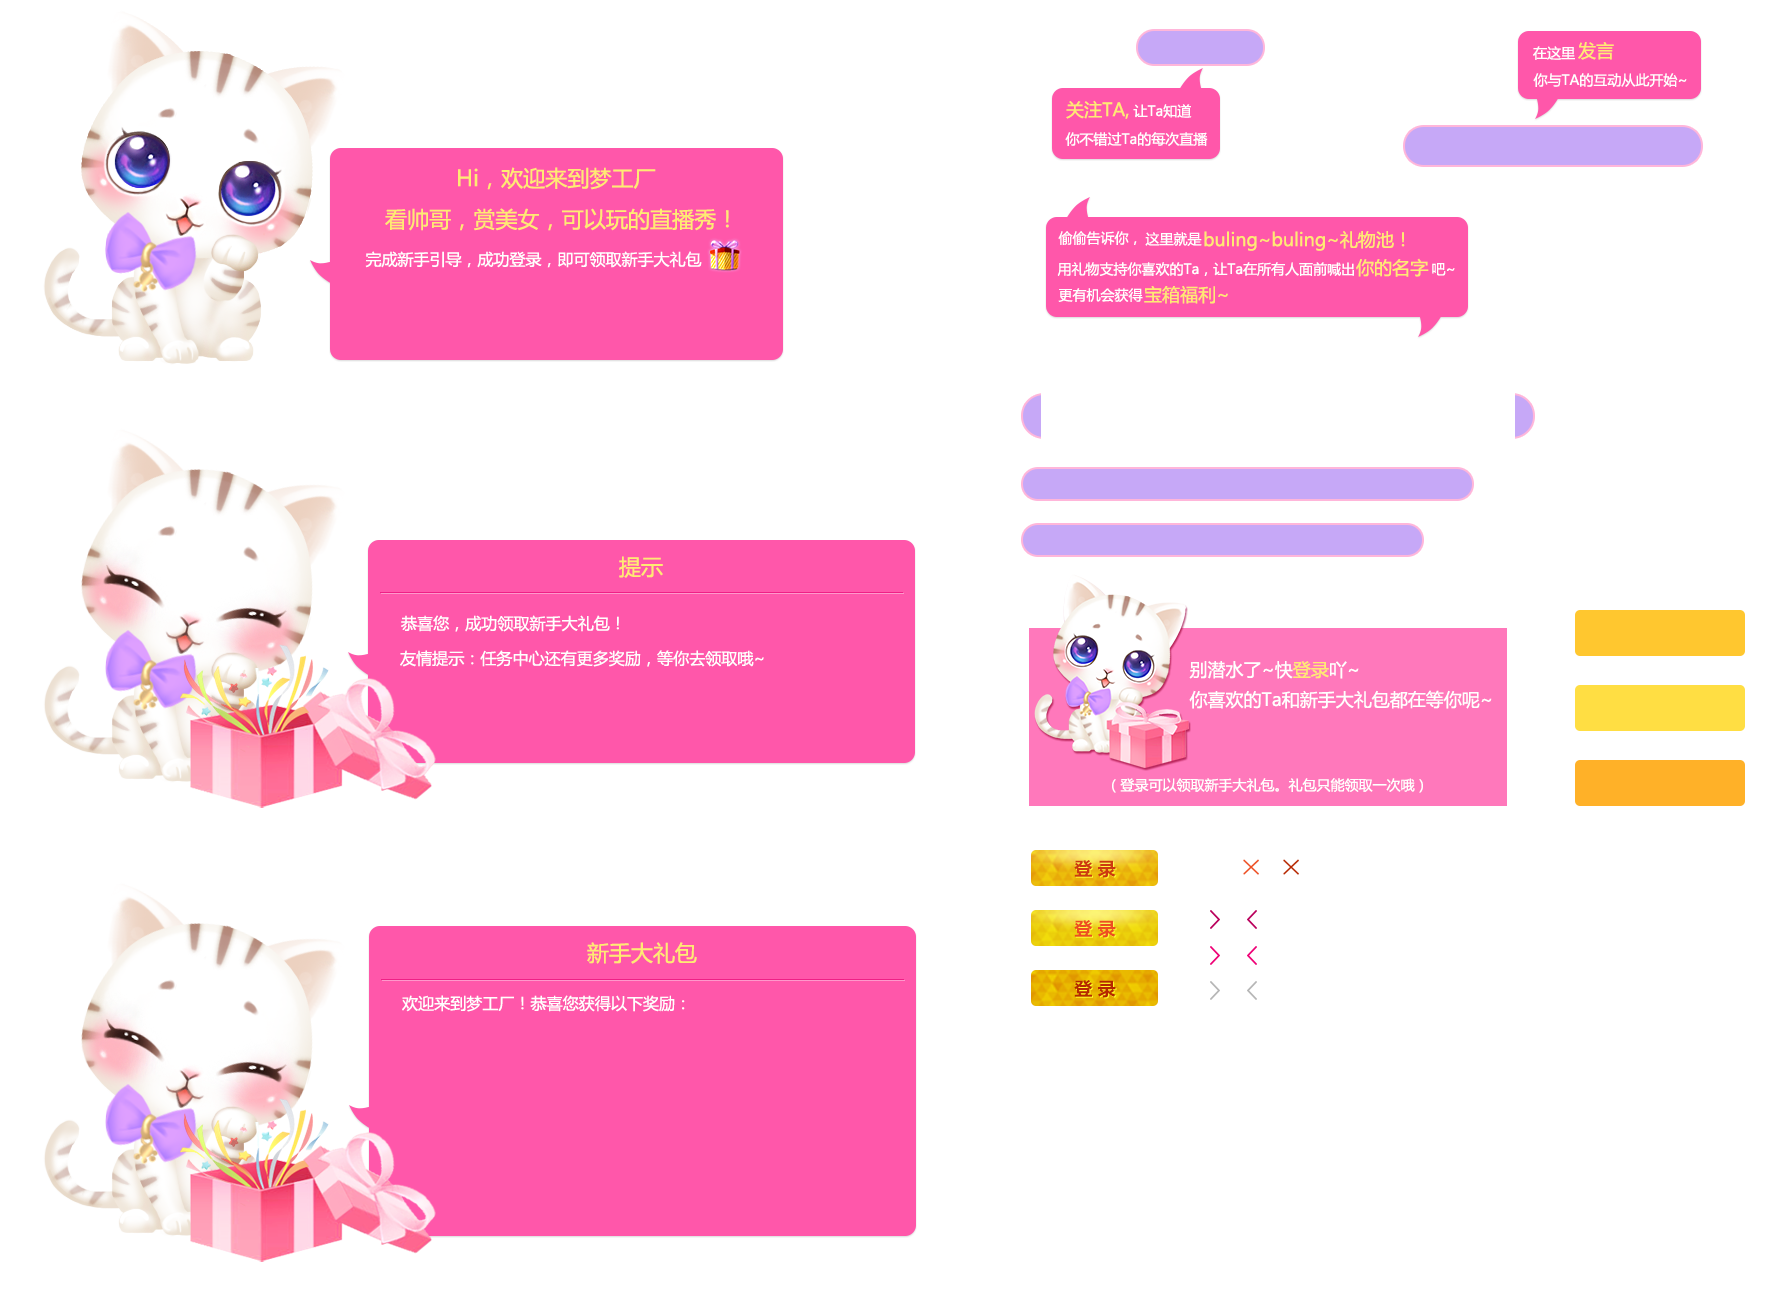 Hi，欢迎来到梦工厂
看帅哥，赏美女，可以玩的直播秀！
完成新手引导，成功登录，即可领取新手大礼包
提示
恭喜您，成功领取新手大礼包！
友情提示：任务中心还有更多奖励，等你去领取哦~
新手大礼包
欢迎来到梦工厂！恭喜您获得以下奖励：
关注TA, 让Ta知道
你不错过Ta的每次直播
在这里 发言
你与TA的互动从此开始~
偷偷告诉你，这里就是buling~buling~礼物池！
用礼物支持你喜欢的Ta，让Ta在所有人面前喊出你的名字 吧~
更有机会获得宝箱福利~
别潜水了~快登录吖~
你喜欢的Ta和新手大礼包都在等你呢~
（登录可以领取新手大礼包。礼包只能领取一次哦）
登 录
登 录
登 录